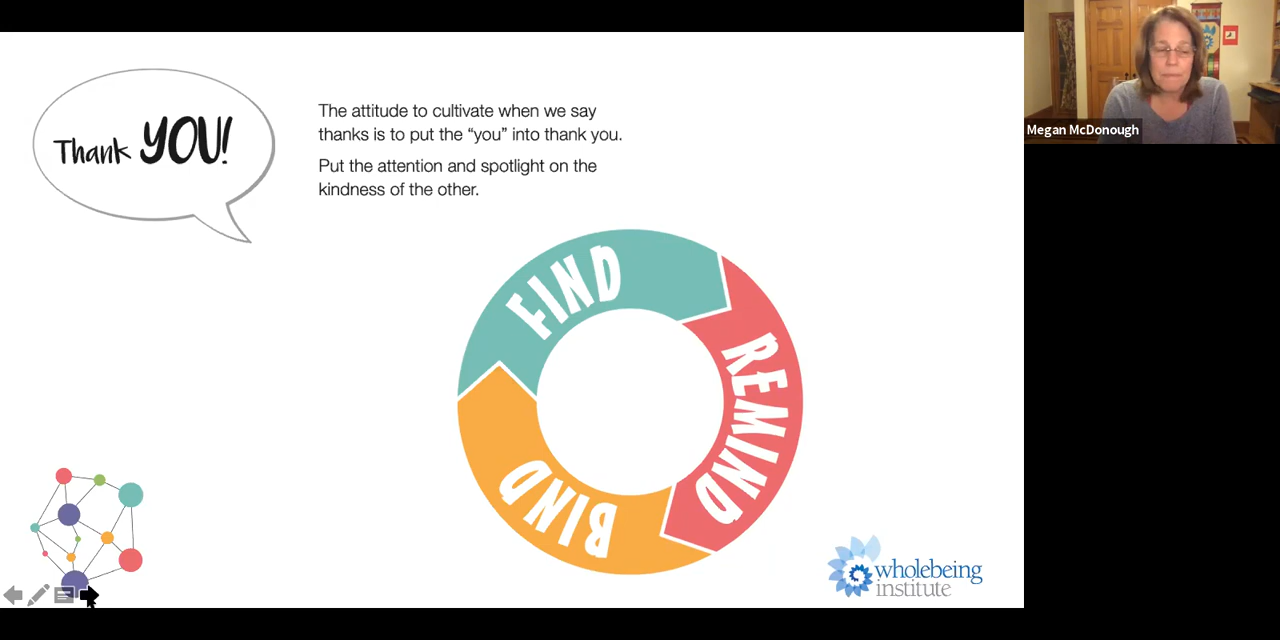 Thank YOU!
The attitude to cultivate when we say
thanks is to put the “you” into thank you.
Put the attention and spotlight on the
kindness of the other.
FIND
REMIND
BIND
wholebeing
institute
Megan McDonough